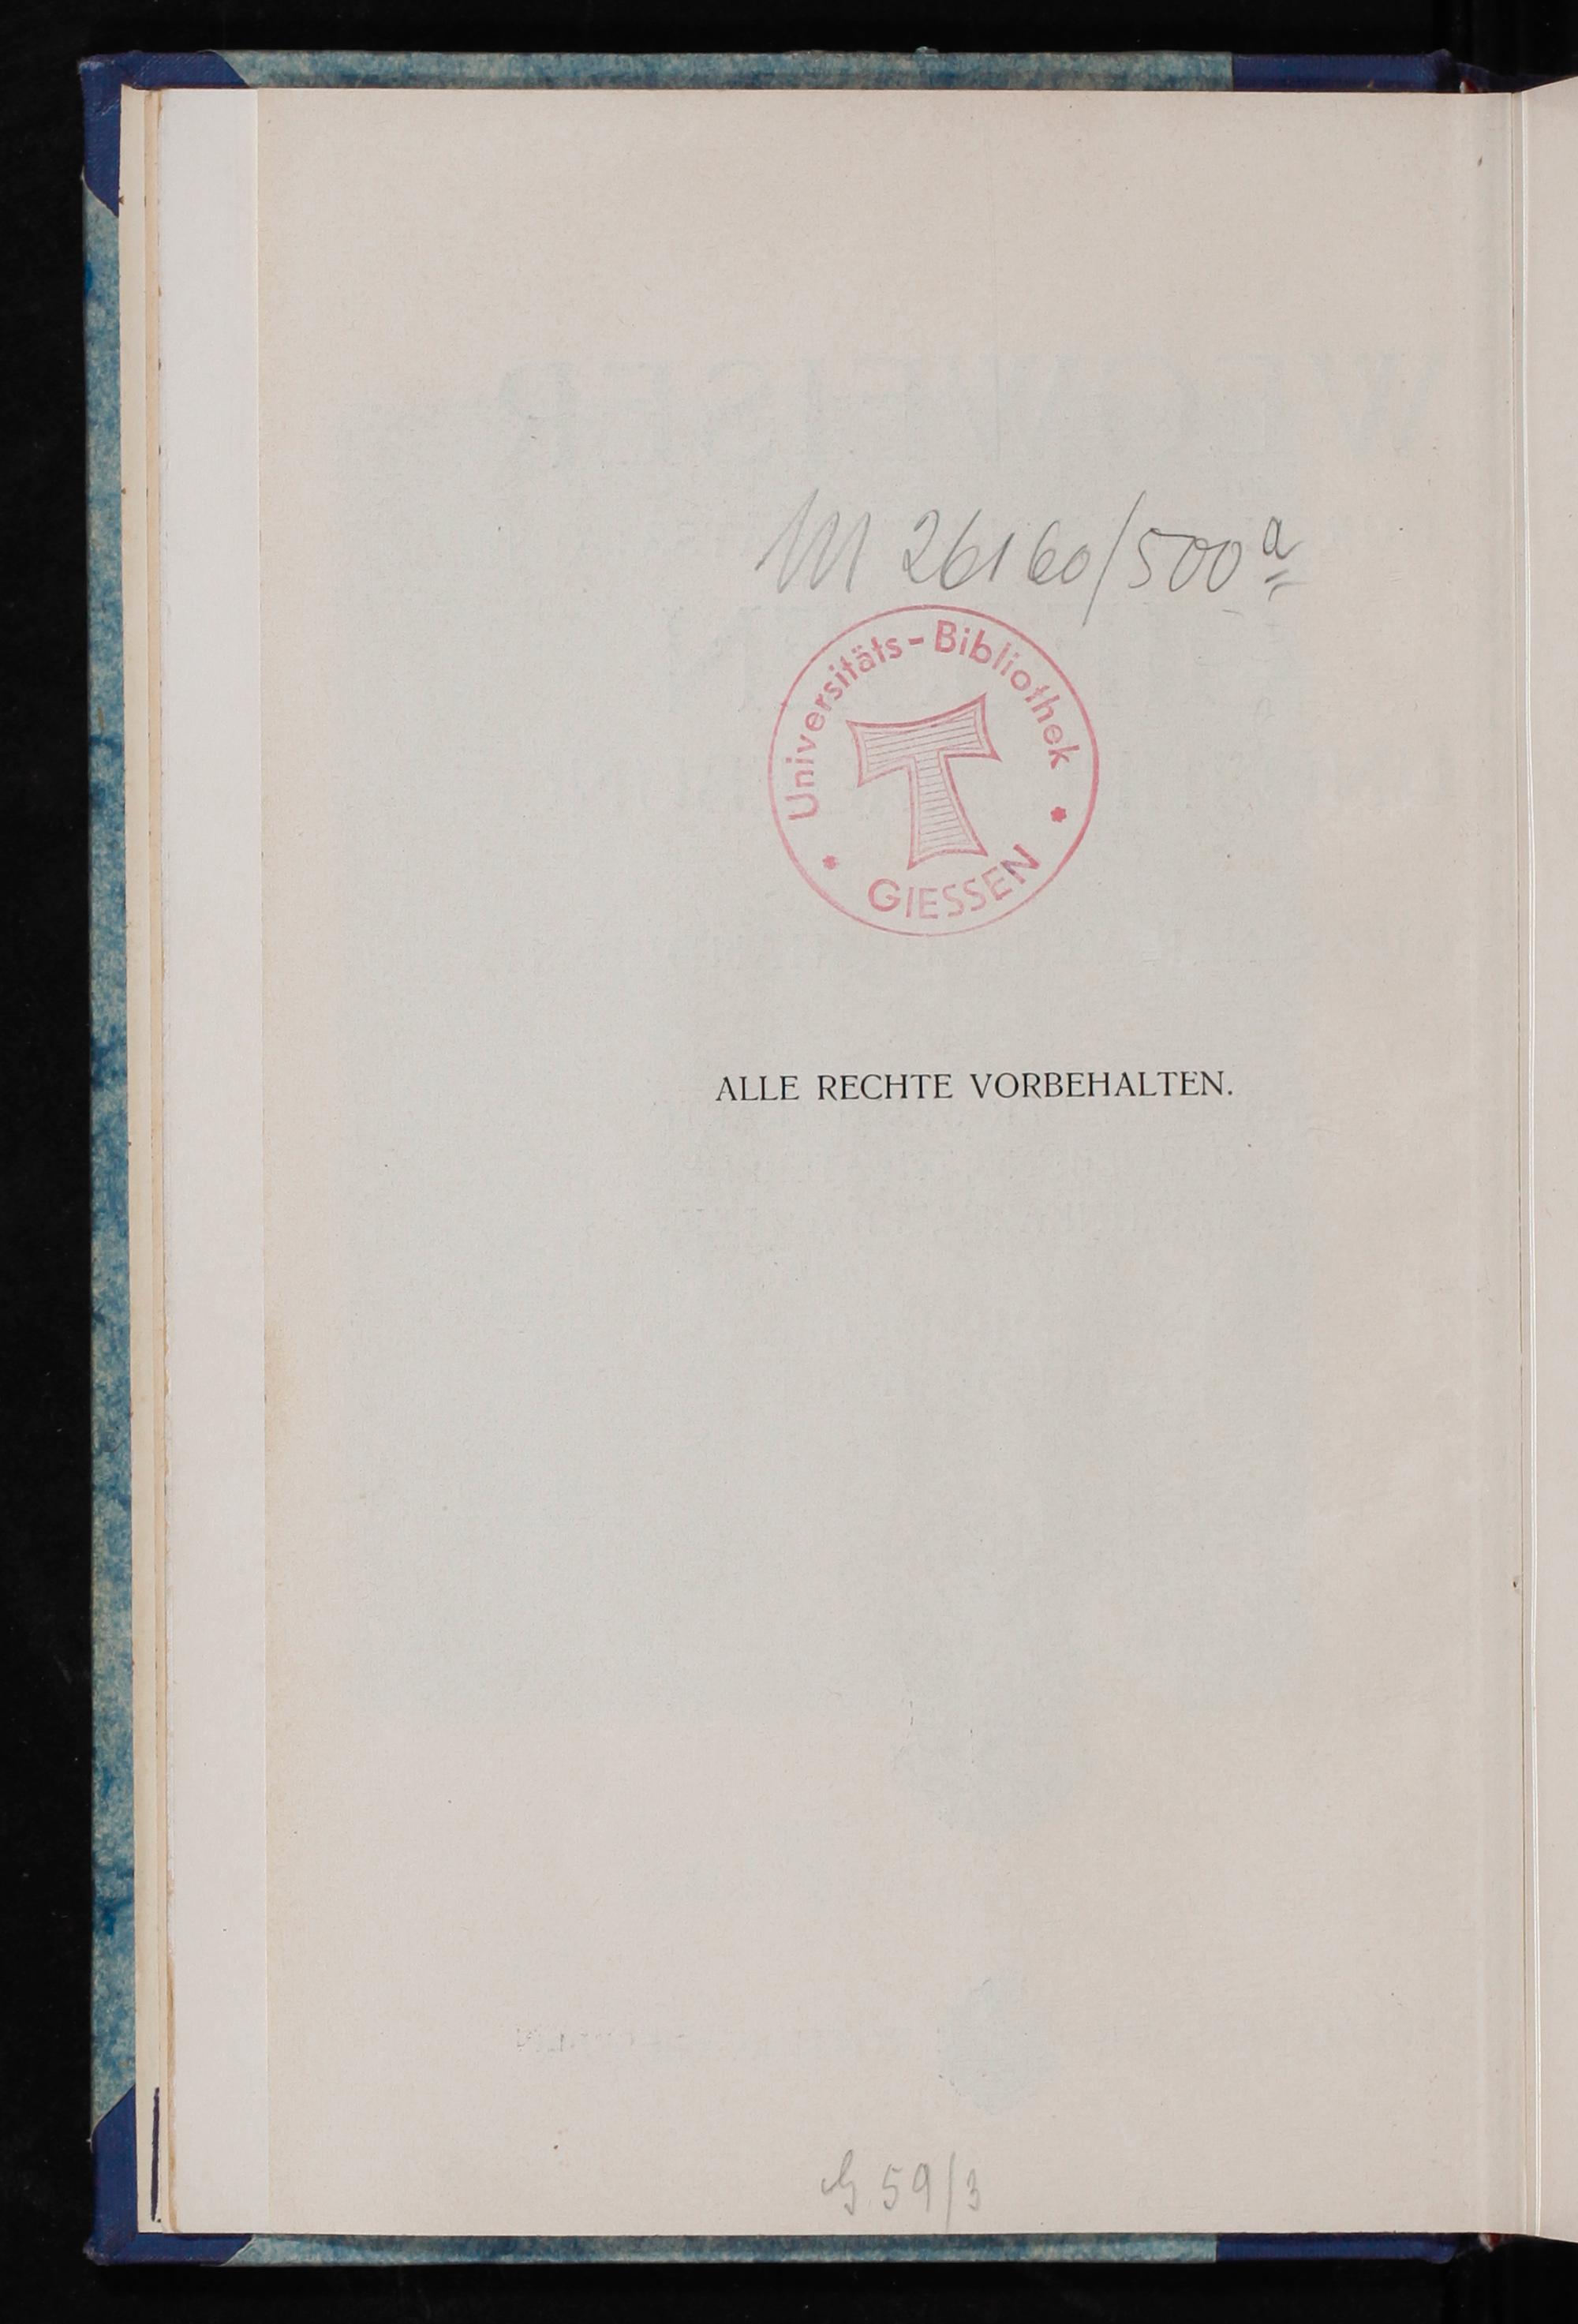 M 26160/500a
Universitäts-Bibliothek
GIESSEN
ALLE RECHTE VORBEHALTEN.
G 59/3